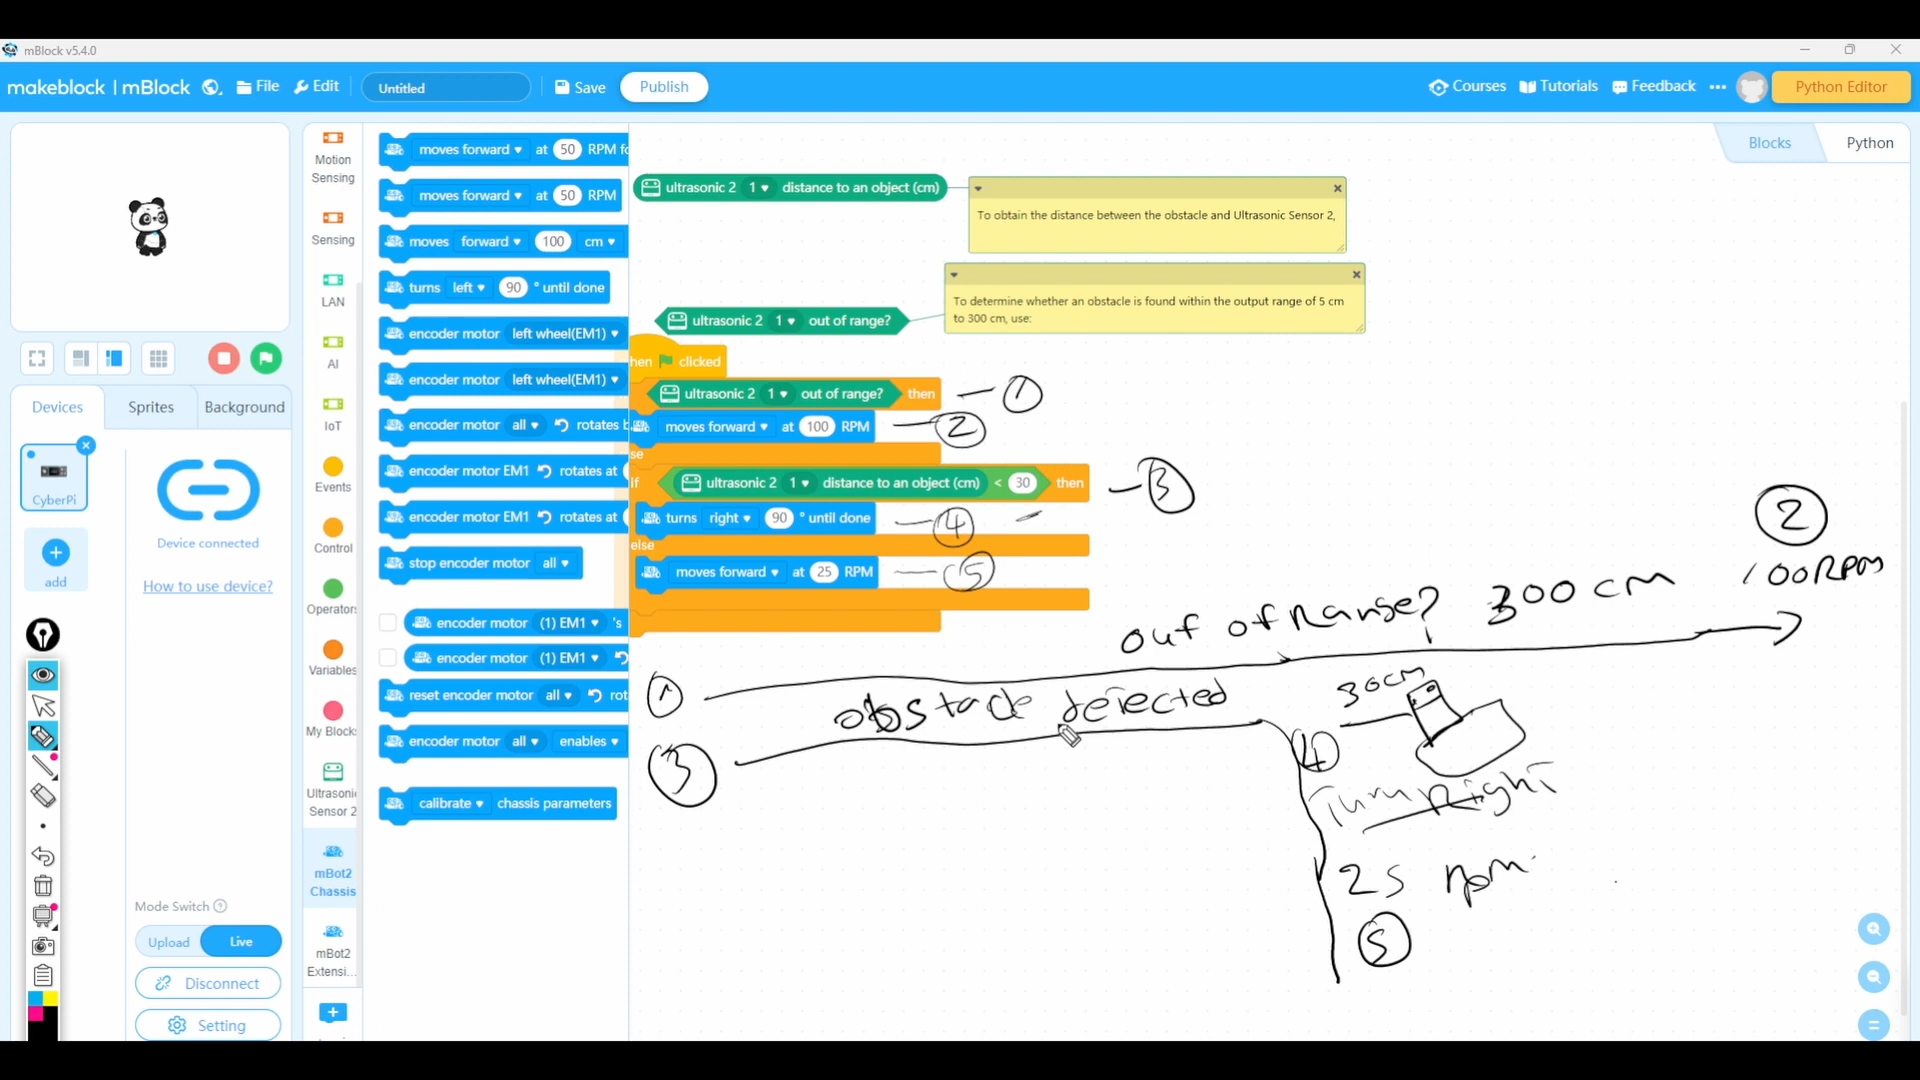 mBlock v5.4.0
makeblock | mBlock File Edit Untitled Save Publish Courses Tutorials Feedback Python Editor
Blocks Python
Motion
Sensing
Sensing
LAN
AI
IoT
Events
Control
Operators
Variables
My Blocks
Ultrasonic
Sensor 2
mBot2
Chassis
mBot2
Extensi...
Devices Sprites Background
CyberPi
add
Device connected
How to use device?
Mode Switch
Upload Live
Disconnect
Setting
moves forward at 50 RPM fo
moves forward at 50 RPM
moves forward 100 cm
turns left 90 ° until done
encoder motor left wheel(EM1)
encoder motor left wheel(EM1)
encoder motor all rotates b
encoder motor EM1 rotates at
encoder motor EM1 rotates at
stop encoder motor all
encoder motor (1) EM1 's
encoder motor (1) EM1
reset encoder motor all rot
encoder motor all enables
calibrate chassis parameters
ultrasonic 2 1 distance to an object (cm)
To obtain the distance between the obstacle and Ultrasonic Sensor 2,
To determine whether an obstacle is found within the output range of 5 cm
to 300 cm, use:
ultrasonic 2 1 out of range?
hen clicked
ultrasonic 2 1 out of range? then
1
moves forward at 100 RPM
2
se
if ultrasonic 2 1 distance to an object (cm) < 30 then
3
turns right 90 ° until done
4
else
moves forward at 25 RPM
5
2
100 RPM
out of Range? 300 cm
1
30cm
obstacle detected
3
4
Turn Right
25 rpm
5